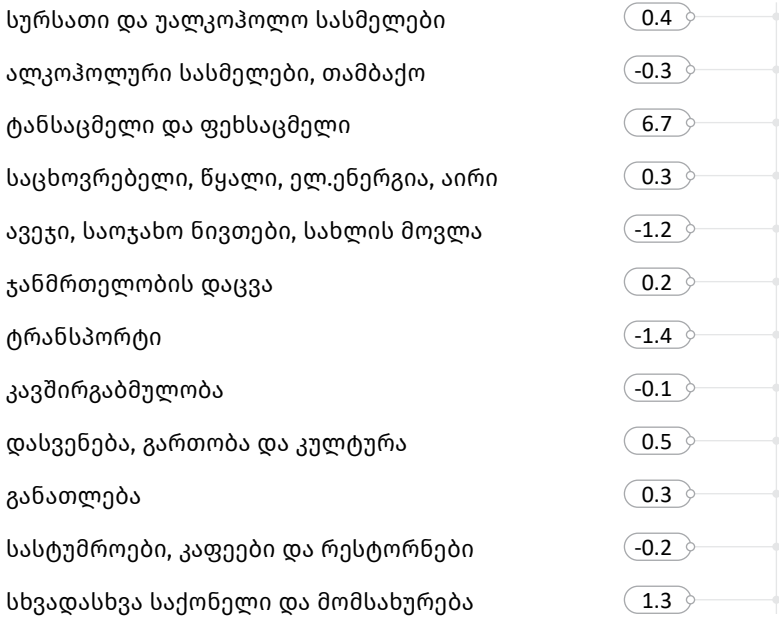 სურსათი და უალკოჰოლო სასმელები 0.4
ალკოჰოლური სასმელები, თამბაქო -0.3
ტანსაცმელი და ფეხსაცმელი 6.7
საცხოვრებელი, წყალი, ელ.ენერგია, აირი 0.3
ავეჯი, საოჯახო ნივთები, სახლის მოვლა -1.2
ჯანმრთელობის დაცვა 0.2
ტრანსპორტი -1.4
კავშირგაბმულობა -0.1
დასვენება, გართობა და კულტურა 0.5
განათლება 0.3
სასტუმროები, კაფეები და რესტორნები -0.2
სხვადასხვა საქონელი და მომსახურება 1.3